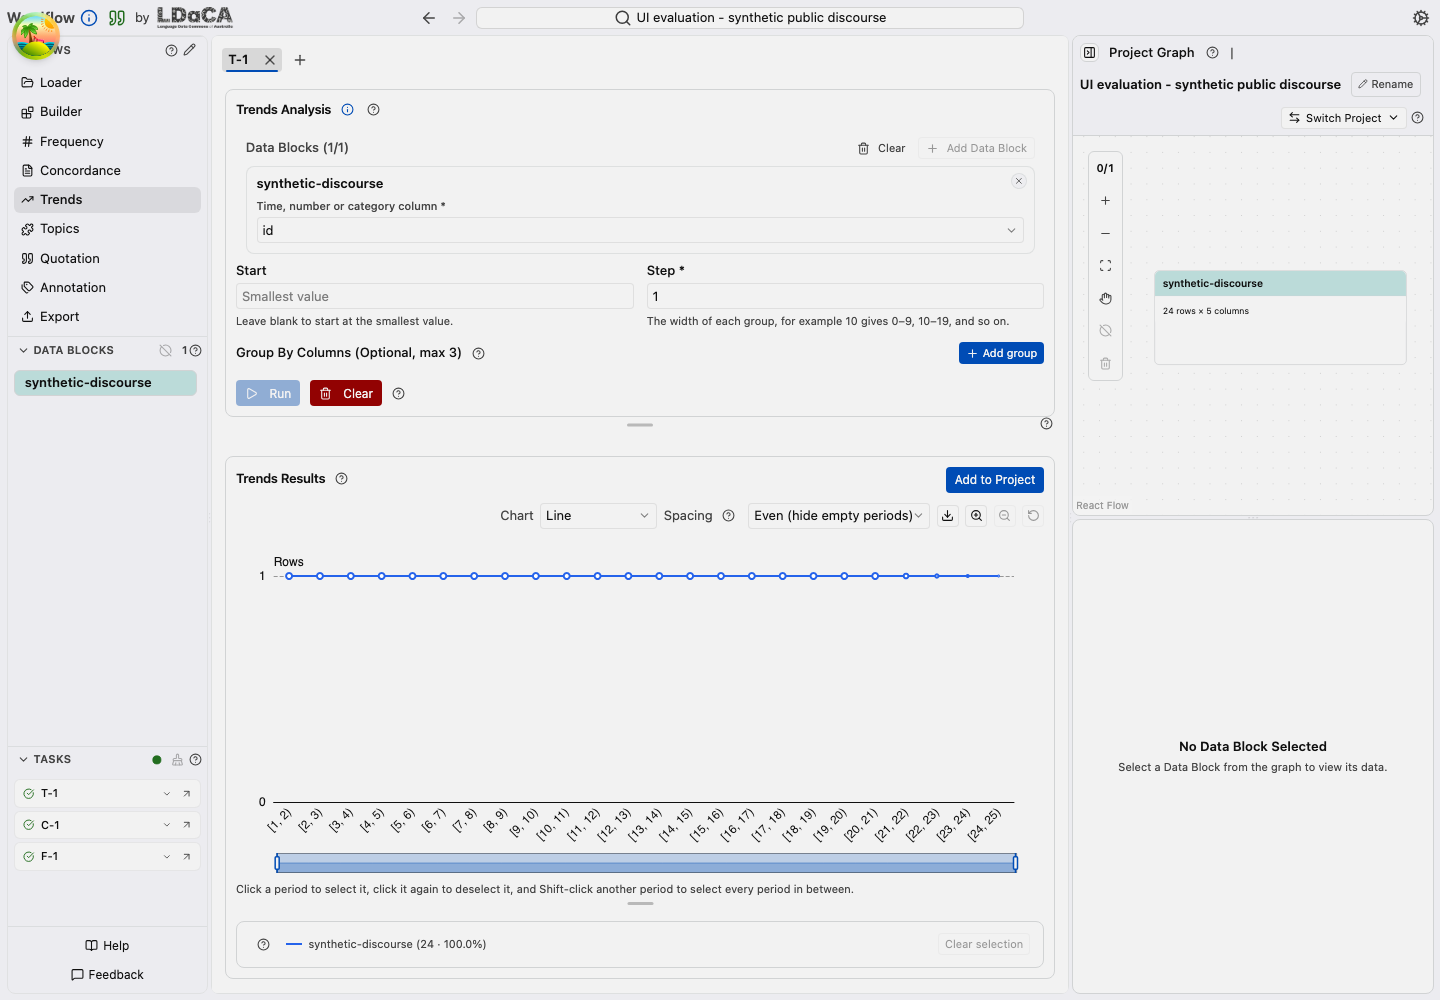 by LDaCA
Language Data Commons of Australia
UI evaluation - synthetic public discourse
Loader
Builder
Frequency
Concordance
Trends
Topics
Quotation
Annotation
Export
DATA BLOCKS 1
synthetic-discourse
TASKS
T-1
C-1
F-1
Help
Feedback
T-1
Trends Analysis
Data Blocks (1/1)
Clear
Add Data Block
synthetic-discourse
Time, number or category column *
id
Start
Step *
Smallest value
1
Leave blank to start at the smallest value.
The width of each group, for example 10 gives 0–9, 10–19, and so on.
Group By Columns (Optional, max 3)
Add group
Run
Clear
Trends Results
Add to Project
Chart
Line
Spacing
Even (hide empty periods)
Rows
1
0
[1, 2)
[2, 3)
[3, 4)
[4, 5)
[5, 6)
[6, 7)
[7, 8)
[8, 9)
[9, 10)
[10, 11)
[11, 12)
[12, 13)
[13, 14)
[14, 15)
[15, 16)
[16, 17)
[17, 18)
[18, 19)
[19, 20)
[20, 21)
[21, 22)
[22, 23)
[23, 24)
[24, 25)
Click a period to select it, click it again to deselect it, and Shift-click another period to select every period in between.
synthetic-discourse (24 · 100.0%)
Clear selection
Project Graph
UI evaluation - synthetic public discourse
Rename
Switch Project
0/1
synthetic-discourse
24 rows × 5 columns
React Flow
No Data Block Selected
Select a Data Block from the graph to view its data.